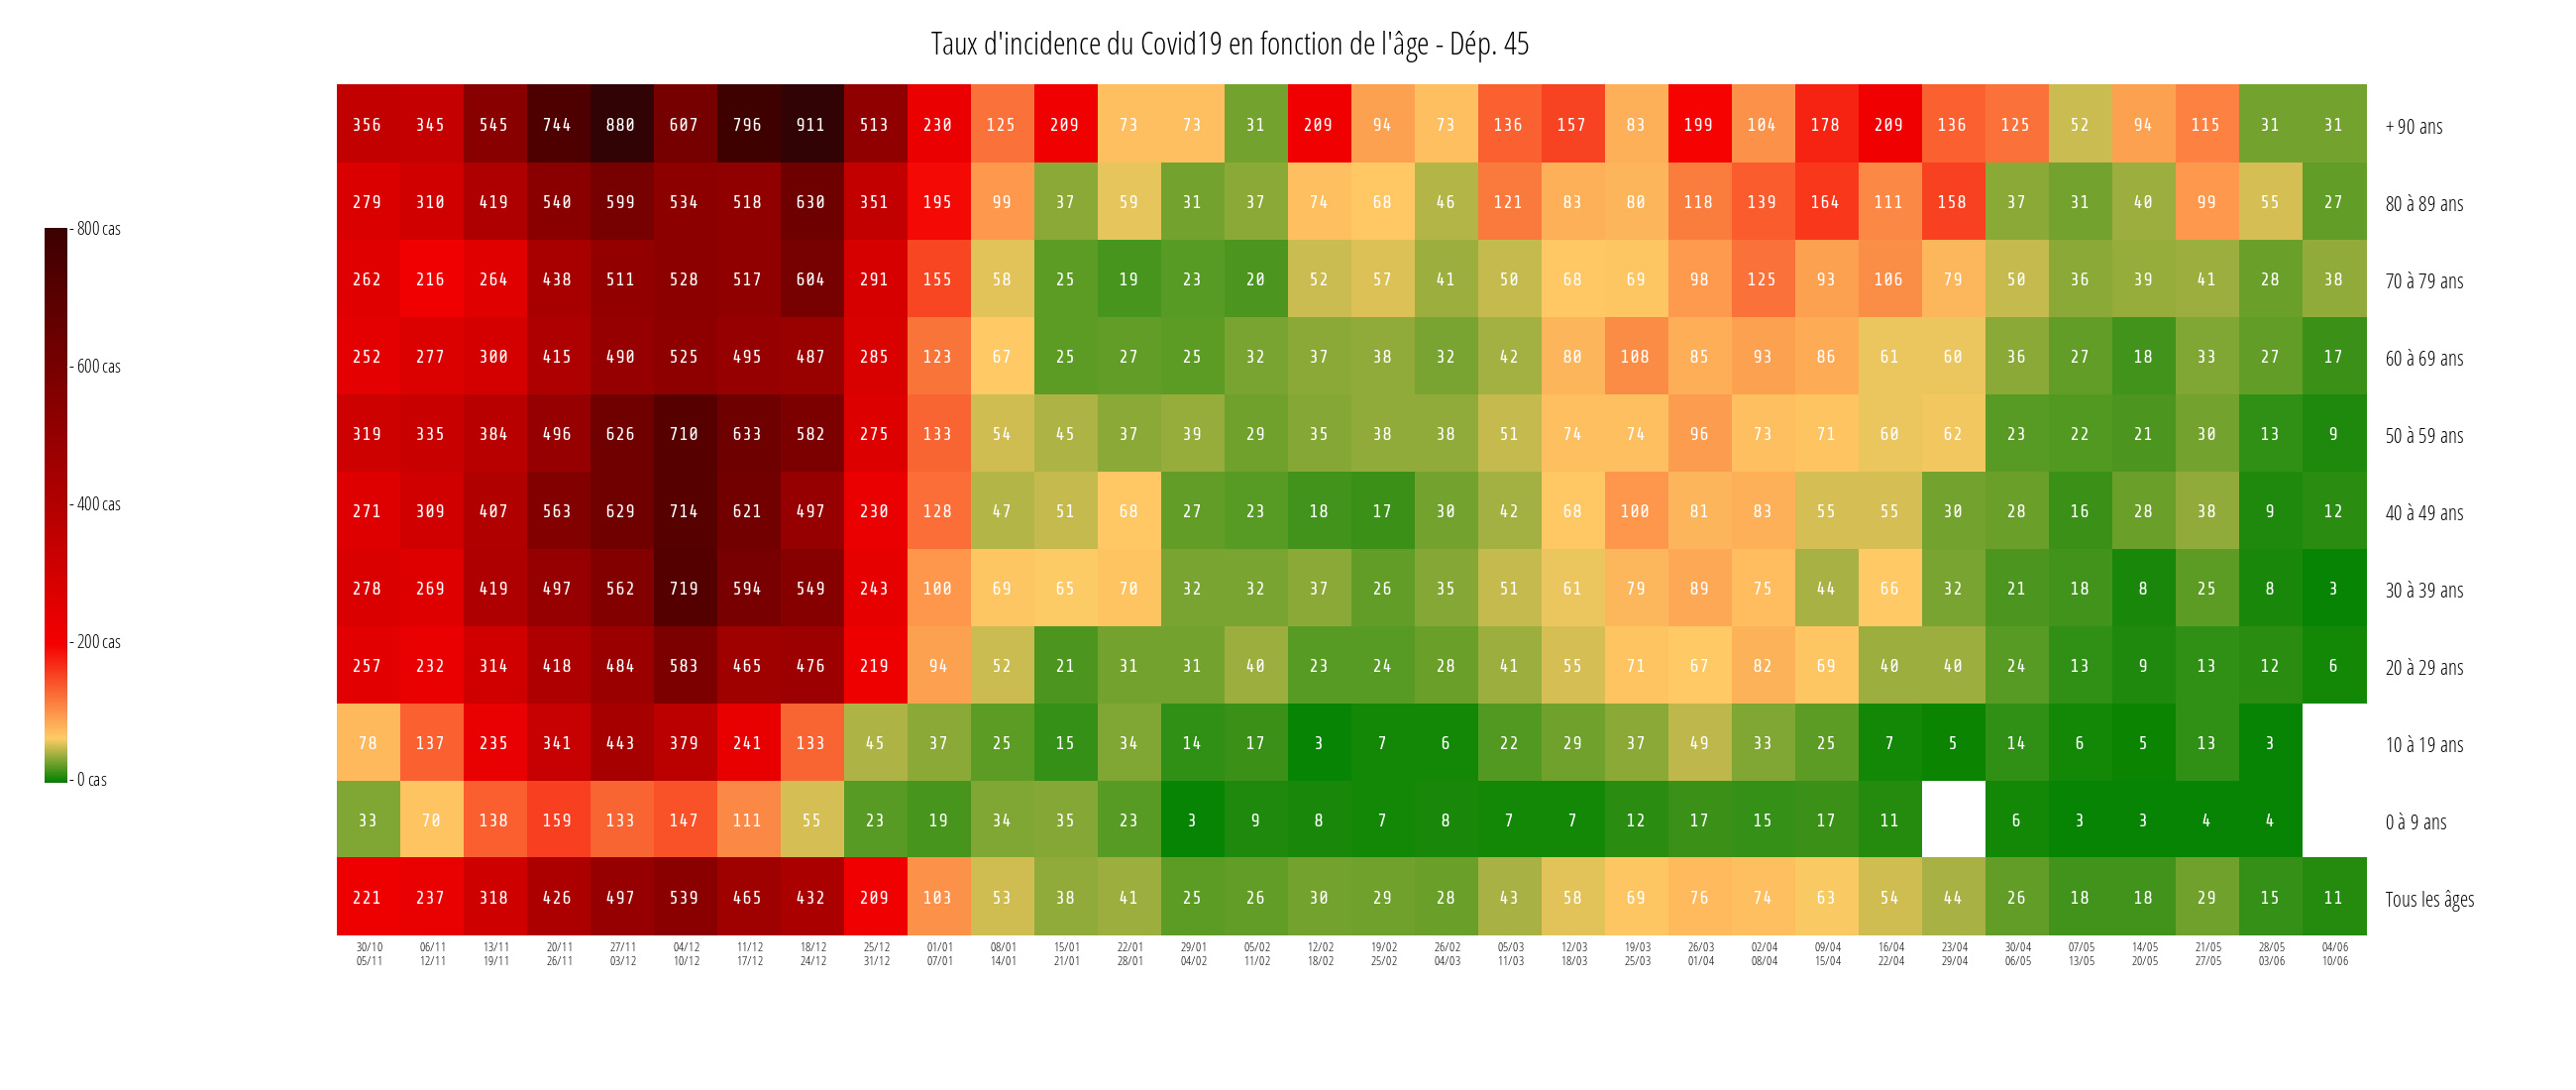 Taux d'incidence du Covid19 en fonction de l'âge - Dép. 45
- 800 cas
- 600 cas
- 400 cas
- 200 cas
- 0 cas
356 345 545 744 880 607 796 911 513 230 125 209 73 73 31 209 94 73 136 157 83 199 104 178 209 136 125 52 94 115 31 31 + 90 ans
279 310 419 540 599 534 518 630 351 195 99 37 59 31 37 74 68 46 121 83 80 118 139 164 111 158 37 31 40 99 55 27 80 à 89 ans
262 216 264 438 511 528 517 604 291 155 58 25 19 23 20 52 57 41 50 68 69 98 125 93 106 79 50 36 39 41 28 38 70 à 79 ans
252 277 300 415 490 525 495 487 285 123 67 25 27 25 32 37 38 32 42 80 108 85 93 86 61 60 36 27 18 33 27 17 60 à 69 ans
319 335 384 496 626 710 633 582 275 133 54 45 37 39 29 35 38 38 51 74 74 96 73 71 60 62 23 22 21 30 13 9 50 à 59 ans
271 309 407 563 629 714 621 497 230 128 47 51 68 27 23 18 17 30 42 68 100 81 83 55 55 30 28 16 28 38 9 12 40 à 49 ans
278 269 419 497 562 719 594 549 243 100 69 65 70 32 32 37 26 35 51 61 79 89 75 44 66 32 21 18 8 25 8 3 30 à 39 ans
257 232 314 418 484 583 465 476 219 94 52 21 31 31 40 23 24 28 41 55 71 67 82 69 40 40 24 13 9 13 12 6 20 à 29 ans
78 137 235 341 443 379 241 133 45 37 25 15 34 14 17 3 7 6 22 29 37 49 33 25 7 5 14 6 5 13 3 10 à 19 ans
33 70 138 159 133 147 111 55 23 19 34 35 23 3 9 8 7 8 7 7 12 17 15 17 11 6 3 3 4 4 0 à 9 ans
221 237 318 426 497 539 465 432 209 103 53 38 41 25 26 30 29 28 43 58 69 76 74 63 54 44 26 18 18 29 15 11 Tous les âges
30/10 06/11 13/11 20/11 27/11 04/12 11/12 18/12 25/12 01/01 08/01 15/01 22/01 29/01 05/02 12/02 19/02 26/02 05/03 12/03 19/03 26/03 02/04 09/04 16/04 23/04 30/04 07/05 14/05 21/05 28/05 04/06
05/11 12/11 19/11 26/11 03/12 10/12 17/12 24/12 31/12 07/01 14/01 21/01 28/01 04/02 11/02 18/02 25/02 04/03 11/03 18/03 25/03 01/04 08/04 15/04 22/04 29/04 06/05 13/05 20/05 27/05 03/06 10/06